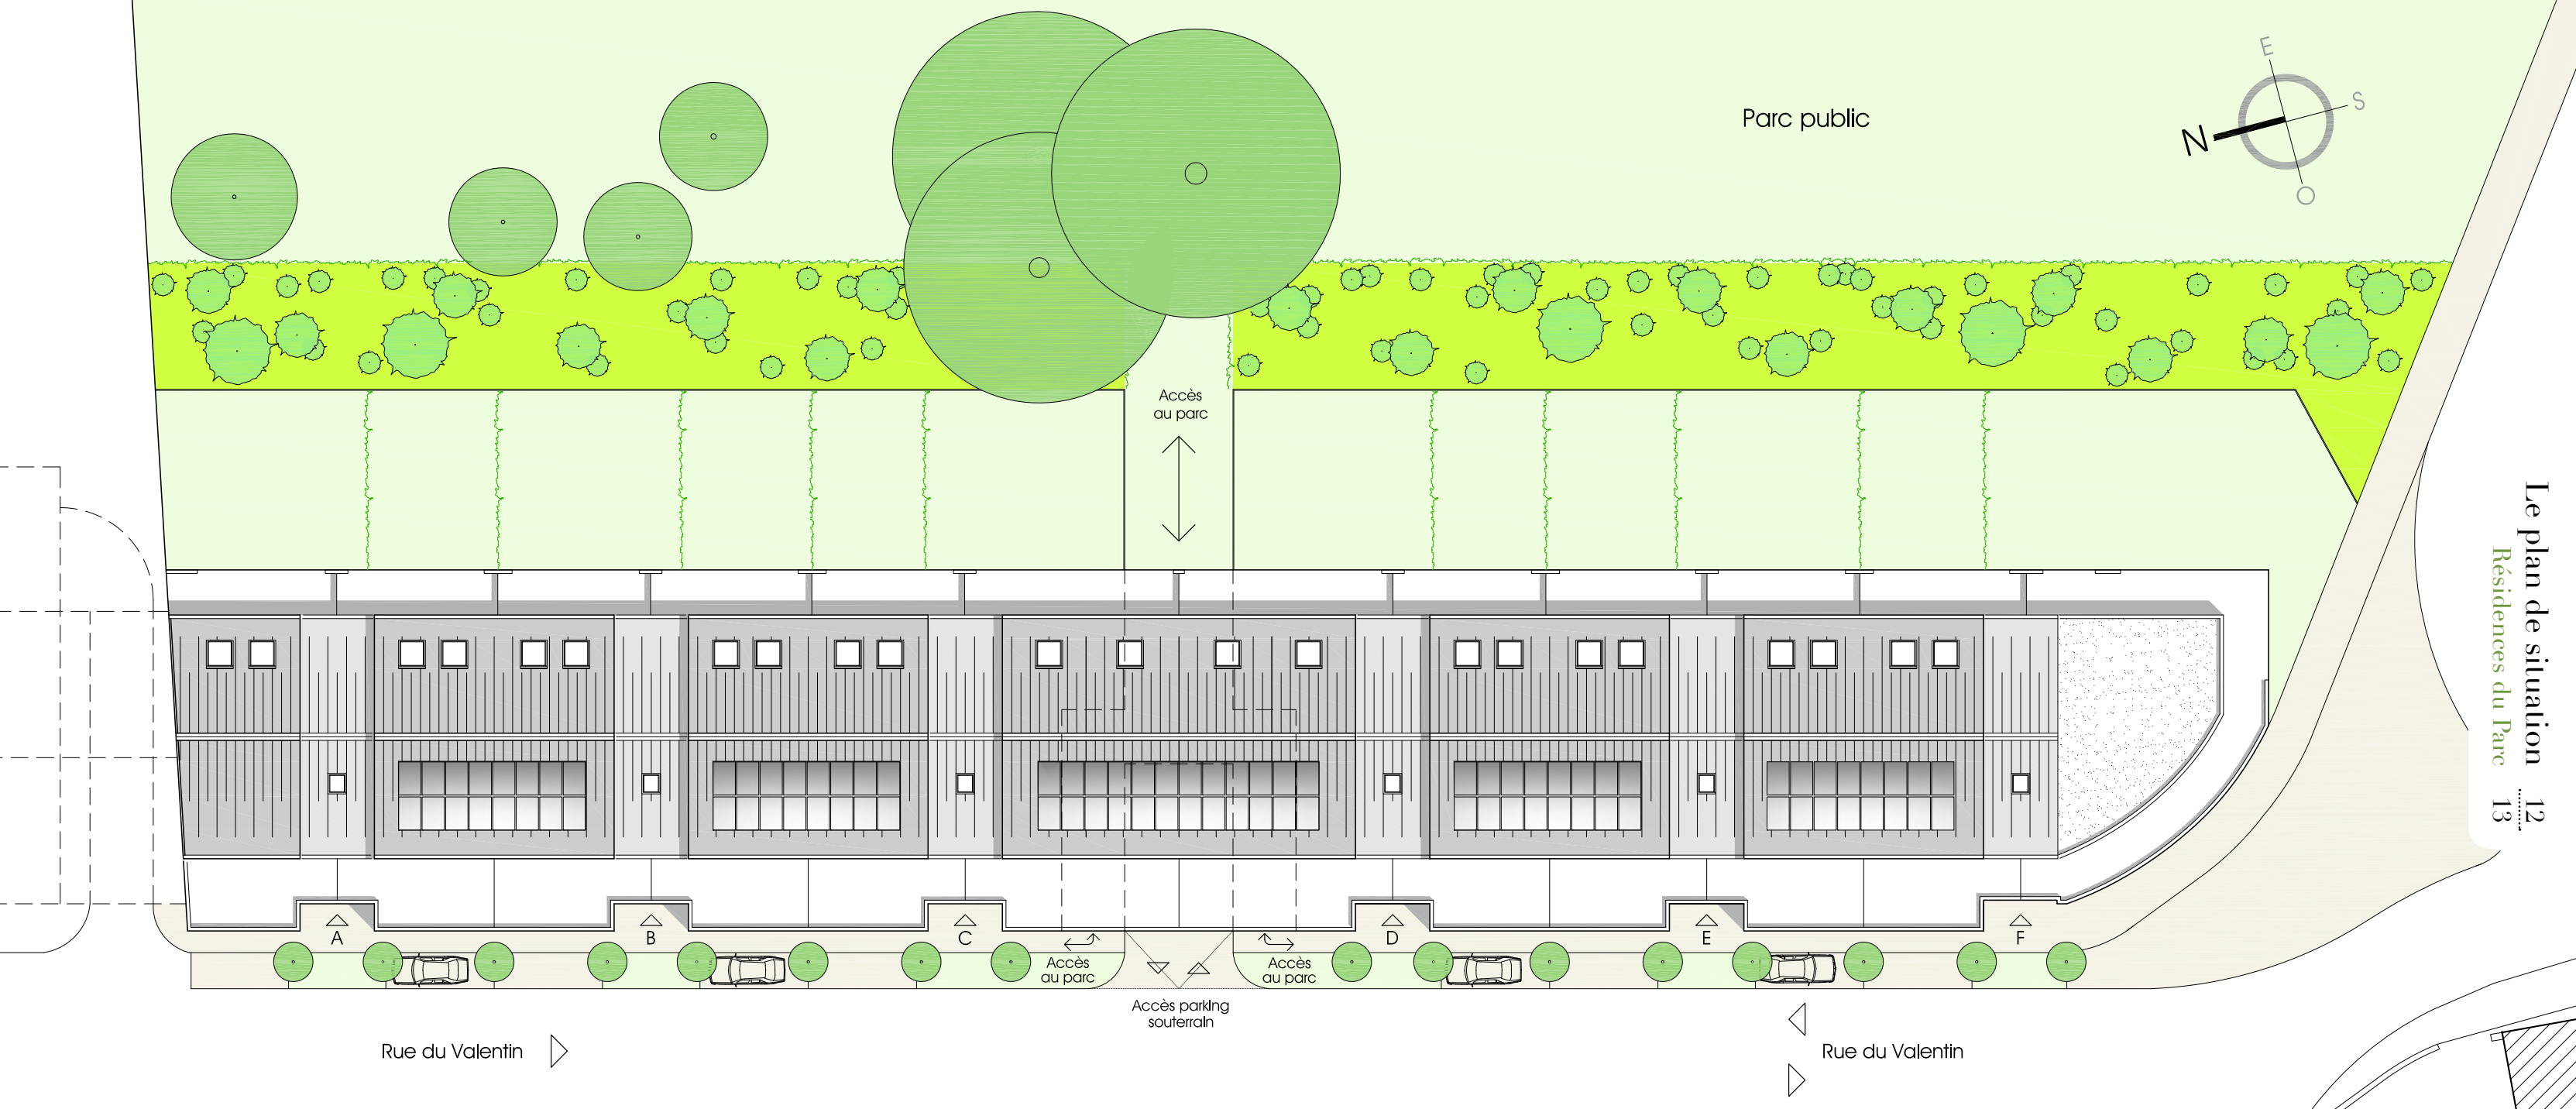 E
S
N
O
Parc public
Accès
au parc
Le plan de situation 12
Résidences du Parc 13
A
B
C
D
E
F
Accès
au parc
Accès
au parc
Accès parking
souterrain
Rue du Valentin
Rue du Valentin